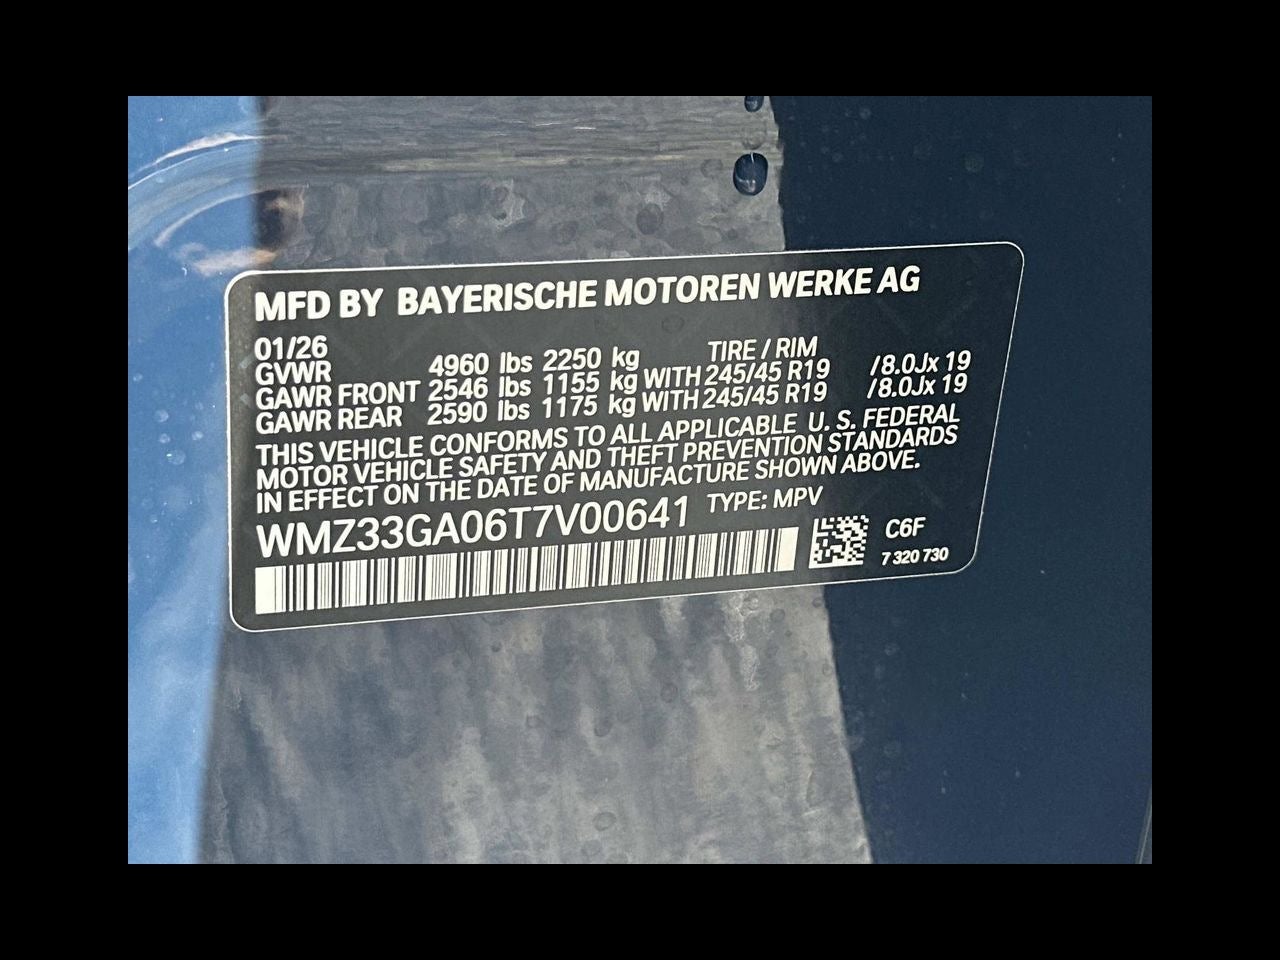 MFD BY BAYERISCHE MOTOREN WERKE AG
01/26 TIRE / RIM
GVWR 4960 lbs 2250 kg
GAWR FRONT 2546 lbs 1155 kg WITH 245/45 R19 /8.0Jx 19
GAWR REAR 2590 lbs 1175 kg WITH 245/45 R19 /8.0Jx 19
THIS VEHICLE CONFORMS TO ALL APPLICABLE U. S. FEDERAL
MOTOR VEHICLE SAFETY AND THEFT PREVENTION STANDARDS
IN EFFECT ON THE DATE OF MANUFACTURE SHOWN ABOVE.
WMZ33GA06T7V00641 TYPE: MPV
C6F
7 320 730